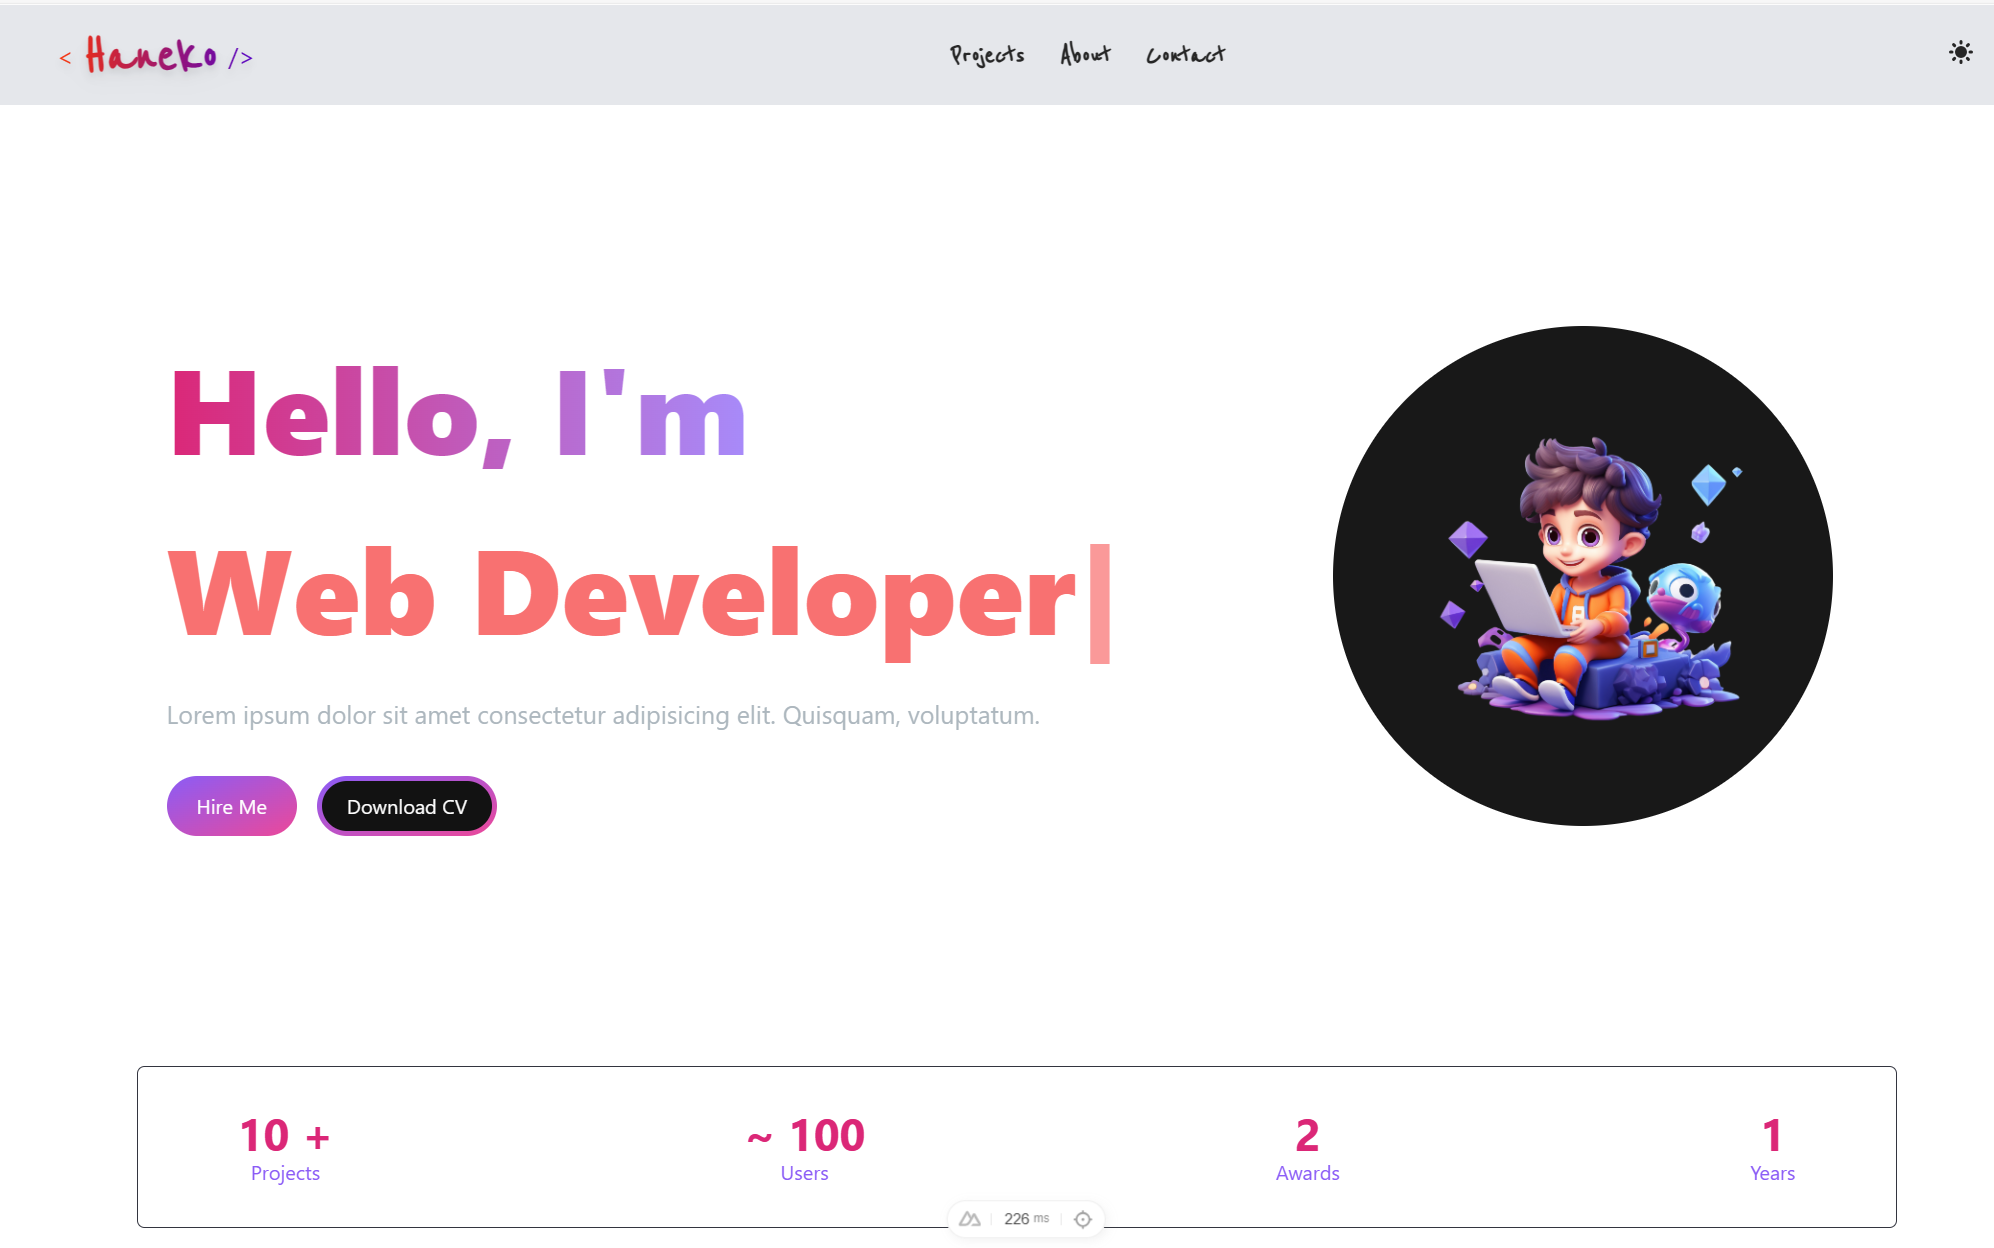 < Haneko />
Projects About Contact
Hello, I'm
Web Developer|
Lorem ipsum dolor sit amet consectetur adipisicing elit. Quisquam, voluptatum.
Hire Me
Download CV
10 +
Projects
~ 100
Users
2
Awards
1
Years
226 ms